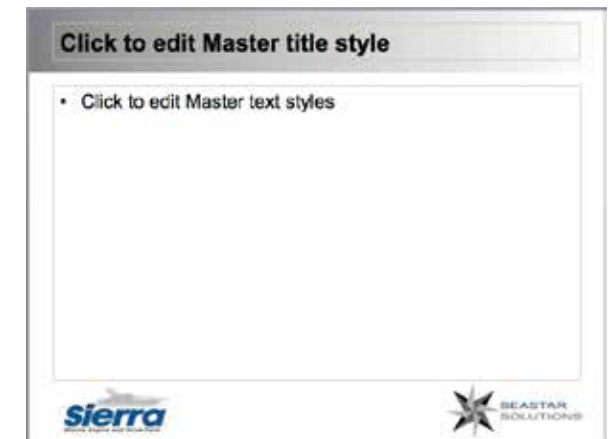 Click to edit Master title style
• Click to edit Master text styles
Sierra
SEASTAR
SOLUTIONS